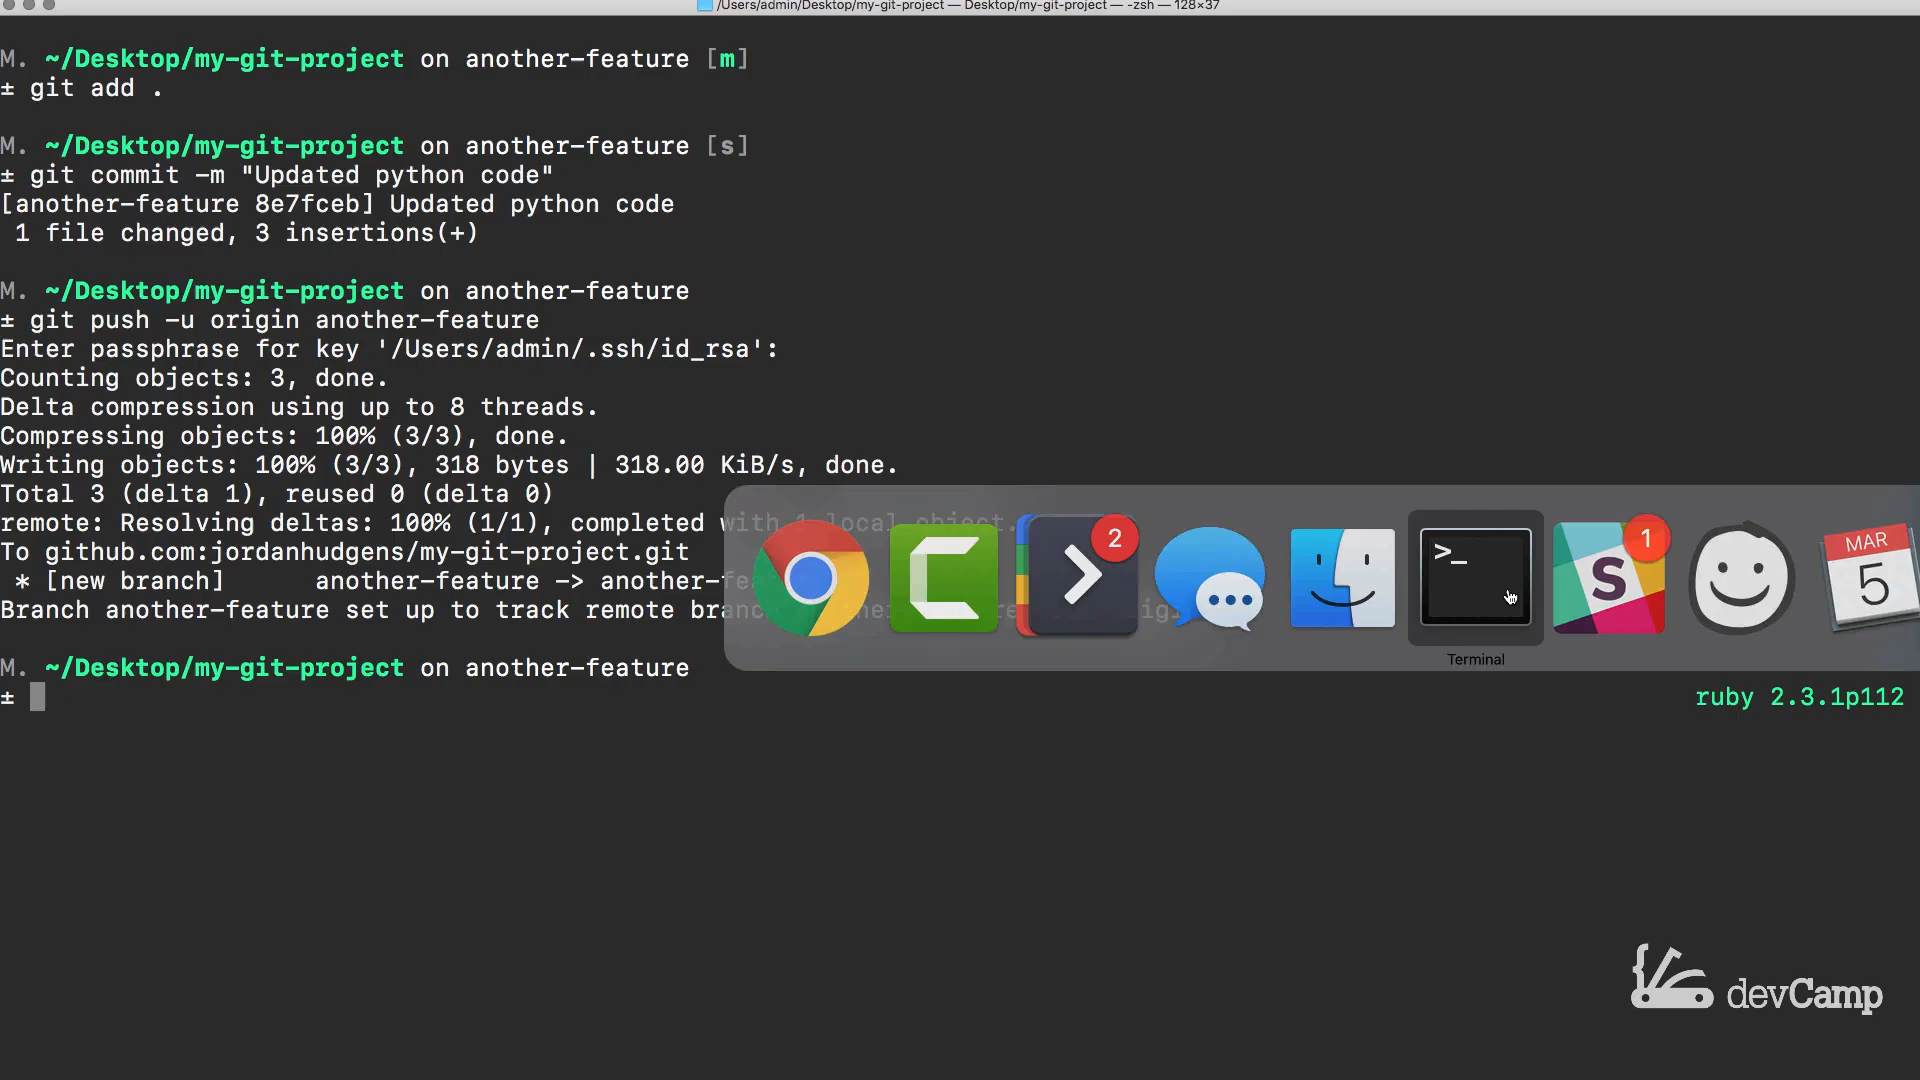 /Users/admin/Desktop/my-git-project — Desktop/my-git-project — -zsh — 128×37
M. ~/Desktop/my-git-project on another-feature [m]
± git add .
M. ~/Desktop/my-git-project on another-feature [s]
± git commit -m "Updated python code"
[another-feature 8e7fceb] Updated python code
1 file changed, 3 insertions(+)
M. ~/Desktop/my-git-project on another-feature
± git push -u origin another-feature
Enter passphrase for key '/Users/admin/.ssh/id_rsa':
Counting objects: 3, done.
Delta compression using up to 8 threads.
Compressing objects: 100% (3/3), done.
Writing objects: 100% (3/3), 318 bytes | 318.00 KiB/s, done.
Total 3 (delta 1), reused 0 (delta 0)
remote: Resolving deltas: 100% (1/1), completed with 1 local object.
To github.com:jordanhudgens/my-git-project.git
* [new branch] another-feature -> another-fe
Branch another-feature set up to track remote bran
2
>_
1
S
MAR
5
Terminal
M. ~/Desktop/my-git-project on another-feature
±
ruby 2.3.1p112
devCamp